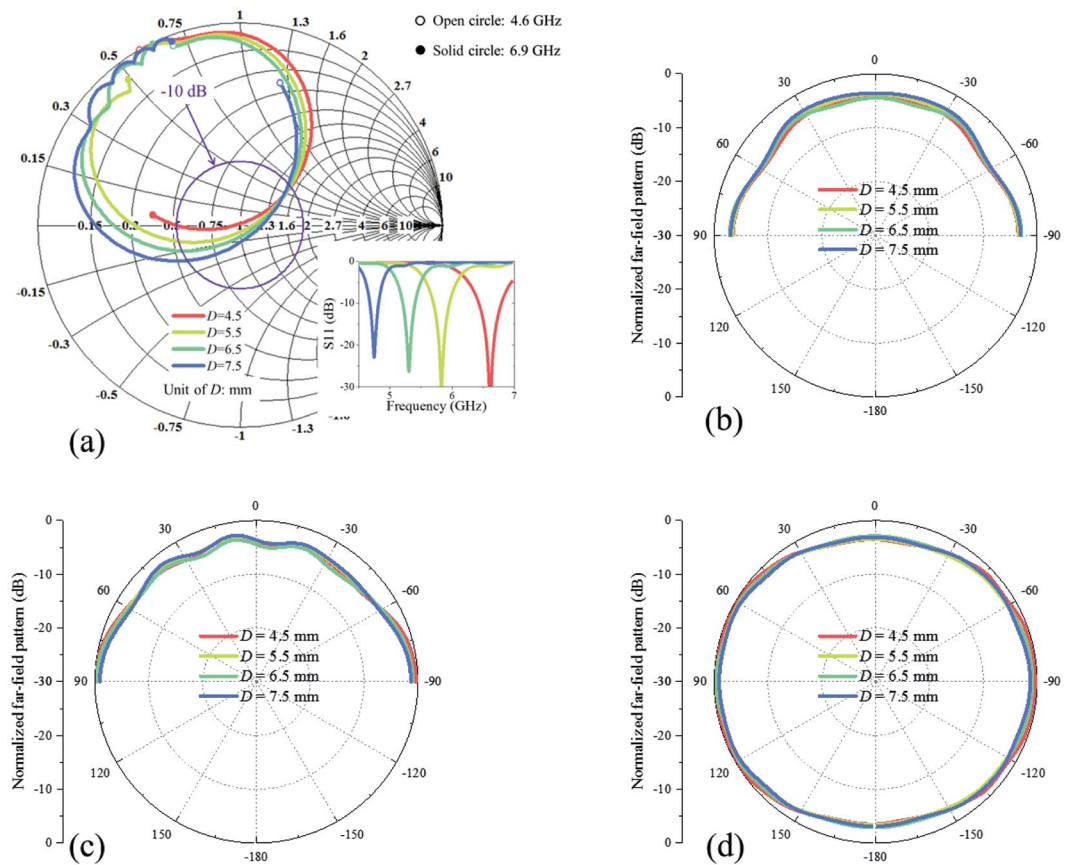 (a)
Open circle: 4.6 GHz
Solid circle: 6.9 GHz
-10 dB
0.15 0.3 0.5 0.75 1 1.3 1.6 2 2.7 4 6 10
0.15 0.3 0.5 0.75 1 1.3 1.6 2 2.7 4 6 10
-0.15 -0.3 -0.5 -0.75 -1 -1.3
D=4.5
D=5.5
D=6.5
D=7.5
Unit of D: mm
S11 (dB)
0
-10
-20
-30
5 6 7
Frequency (GHz)
(b)
Normalized far-field pattern (dB)
0
-10
-20
-30
-20
-10
0
0
30 -30
60 -60
90 -90
120 -120
150 -150
-180
D = 4.5 mm
D = 5.5 mm
D = 6.5 mm
D = 7.5 mm
(c)
Normalized far-field pattern (dB)
0
-10
-20
-30
-20
-10
0
0
30 -30
60 -60
90 -90
120 -120
150 -150
-180
D = 4.5 mm
D = 5.5 mm
D = 6.5 mm
D = 7.5 mm
(d)
Normalized far-field pattern (dB)
0
-10
-20
-30
-20
-10
0
0
30 -30
60 -60
90 -90
120 -120
150 -150
-180
D = 4.5 mm
D = 5.5 mm
D = 6.5 mm
D = 7.5 mm